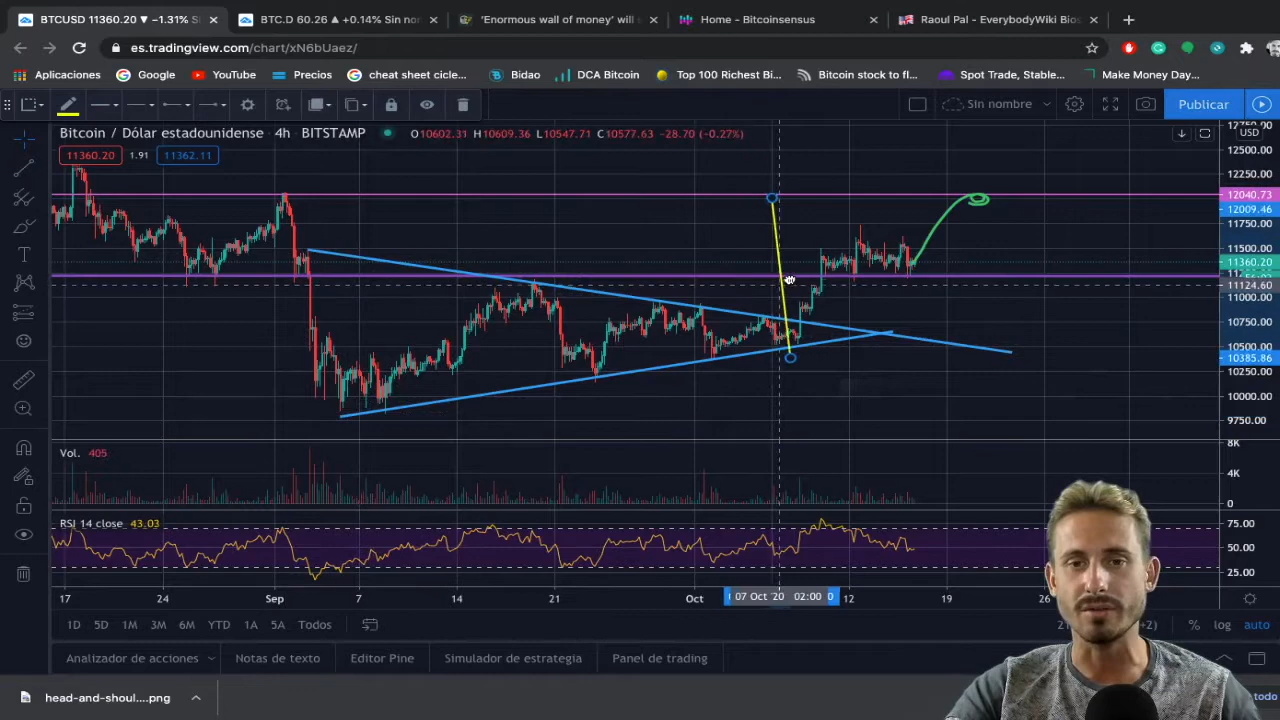 BTCUSD 11360.20 ▼ −1.31% Si
BTC.D 60.26 ▲ +0.14% Sin nor
‘Enormous wall of money’ will s
Home - Bitcoinsensus
Raoul Pal - EverybodyWiki Bios
es.tradingview.com/chart/xN6bUaez/
Aplicaciones
Google
YouTube
Precios
cheat sheet cicle...
Bidao
DCA Bitcoin
Top 100 Richest Bi...
Bitcoin stock to fl...
Spot Trade, Stable...
Make Money Day...
Sin nombre
Publicar
Bitcoin / Dólar estadounidense · 4h · BITSTAMP
O10602.31 H10609.36 L10547.71 C10577.63 −28.70 (−0.27%)
USD
11360.20 1.91 11362.11
12750.00
12500.00
12250.00
12040.73
12009.46
11750.00
11500.00
11360.20
11124.60
11000.00
10750.00
10500.00
10385.86
10250.00
10000.00
9750.00
Vol. 405
8K
4K
0
RSI 14 close 43.03
75.00
50.00
25.00
17 24 Sep 7 14 21 Oct 07 Oct '20 02:00 12 19 26
1D 5D 1M 3M 6M YTD 1A 5A Todos
% log auto
Analizador de acciones
Notas de texto
Editor Pine
Simulador de estrategia
Panel de trading
head-and-shoul....png